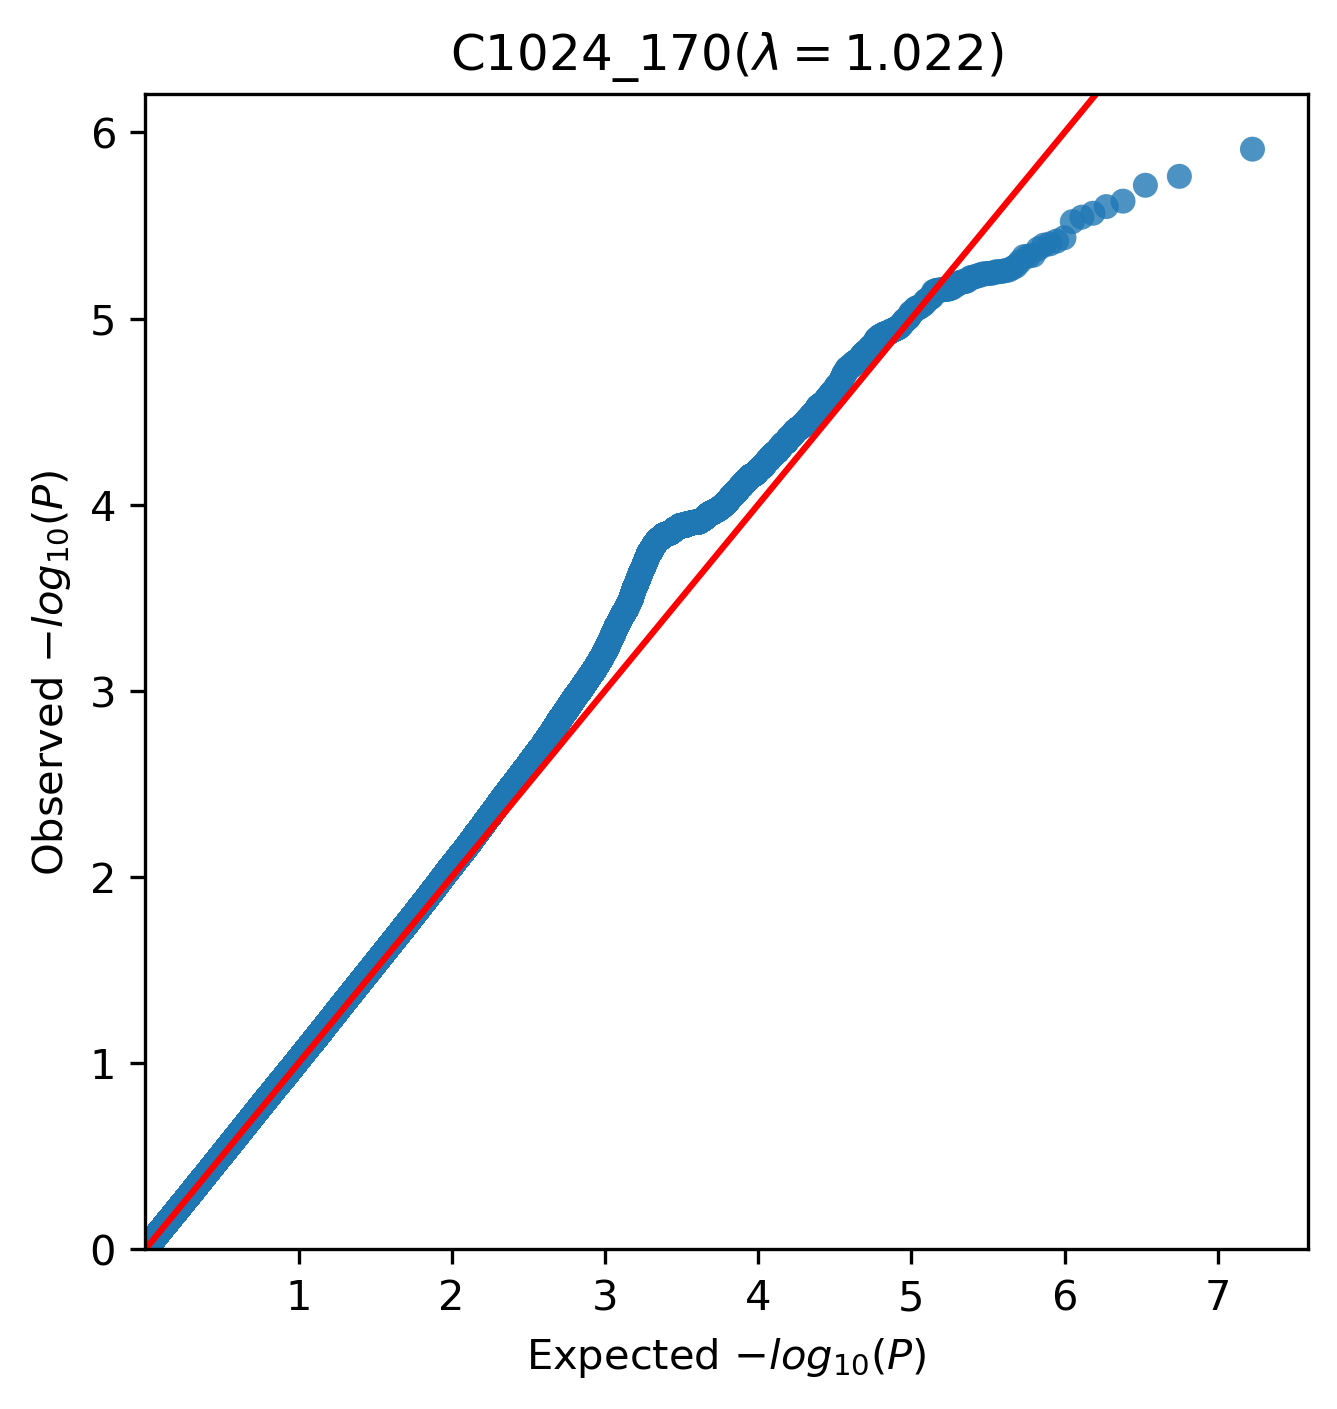 C1024_170(λ = 1.022)
6
5
4
3
2
1
0
Observed −log₁₀(P)
1 2 3 4 5 6 7
Expected −log₁₀(P)